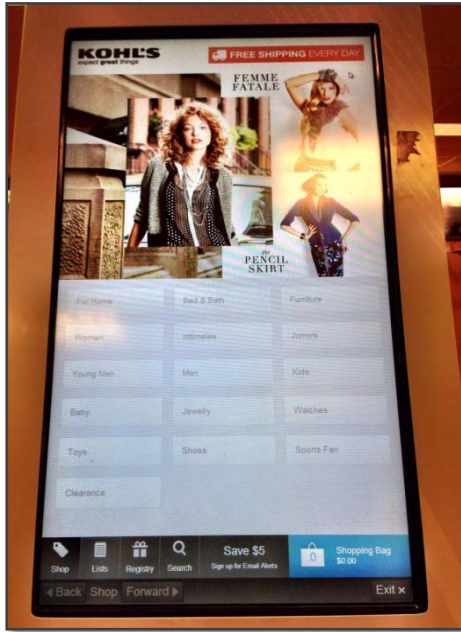 KOHL'S
expect great things
FREE SHIPPING EVERY DAY
FEMME
FATALE
the
PENCIL
SKIRT
For Home
Bed & Bath
Furniture
Women
Intimates
Juniors
Young Men
Men
Kids
Baby
Jewelry
Watches
Toys
Shoes
Sports Fan
Clearance
Shop
Lists
Registry
Search
Save $5
Sign up for Email Alerts
0
Shopping Bag
$0.00
Back Shop Forward
Exit ×